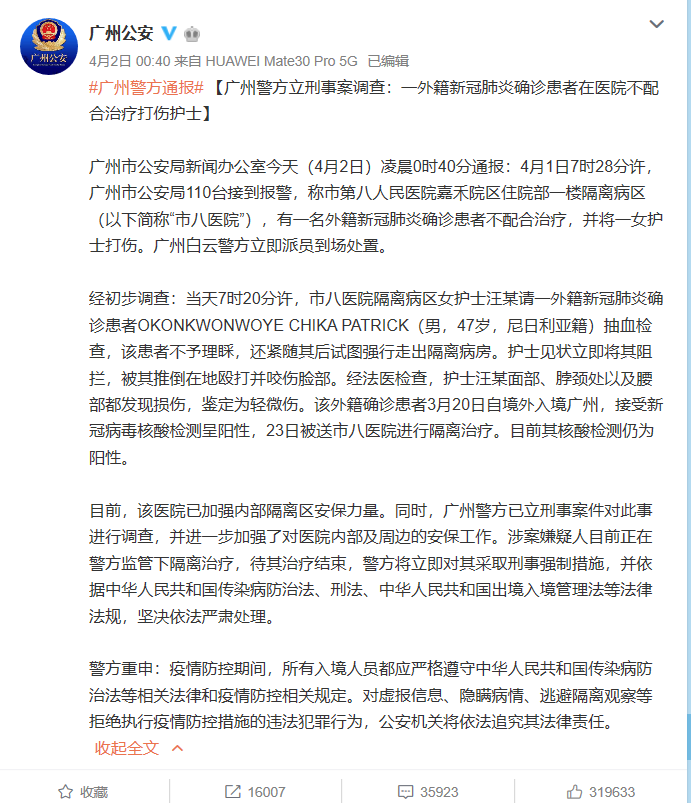 广州公安
广州公安
4月2日 00:40 来自 HUAWEI Mate30 Pro 5G 已编辑
#广州警方通报# 【广州警方立刑事案调查：一外籍新冠肺炎确诊患者在医院不配
合治疗打伤护士】
广州市公安局新闻办公室今天（4月2日）凌晨0时40分通报：4月1日7时28分许，
广州市公安局110台接到报警，称市第八人民医院嘉禾院区住院部一楼隔离病区
（以下简称“市八医院”），有一名外籍新冠肺炎确诊患者不配合治疗，并将一女护
士打伤。广州白云警方立即派员到场处置。
经初步调查：当天7时20分许，市八医院隔离病区女护士汪某请一外籍新冠肺炎确
诊患者OKONKWONWOYE CHIKA PATRICK（男，47岁，尼日利亚籍）抽血检
查，该患者不予理睬，还紧随其后试图强行走出隔离病房。护士见状立即将其阻
拦，被其推倒在地殴打并咬伤脸部。经法医检查，护士汪某面部、脖颈处以及腰
部都发现损伤，鉴定为轻微伤。该外籍确诊患者3月20日自境外入境广州，接受新
冠病毒核酸检测呈阳性，23日被送市八医院进行隔离治疗。目前其核酸检测仍为
阳性。
目前，该医院已加强内部隔离区安保力量。同时，广州警方已立刑事案件对此事
进行调查，并进一步加强了对医院内部及周边的安保工作。涉案嫌疑人目前正在
警方监管下隔离治疗，待其治疗结束，警方将立即对其采取刑事强制措施，并依
据中华人民共和国传染病防治法、刑法、中华人民共和国出境入境管理法等法律
法规，坚决依法严肃处理。
警方重申：疫情防控期间，所有入境人员都应严格遵守中华人民共和国传染病防
治法等相关法律和疫情防控相关规定。对虚报信息、隐瞒病情、逃避隔离观察等
拒绝执行疫情防控措施的违法犯罪行为，公安机关将依法追究其法律责任。
收起全文
收藏 16007 35923 319633